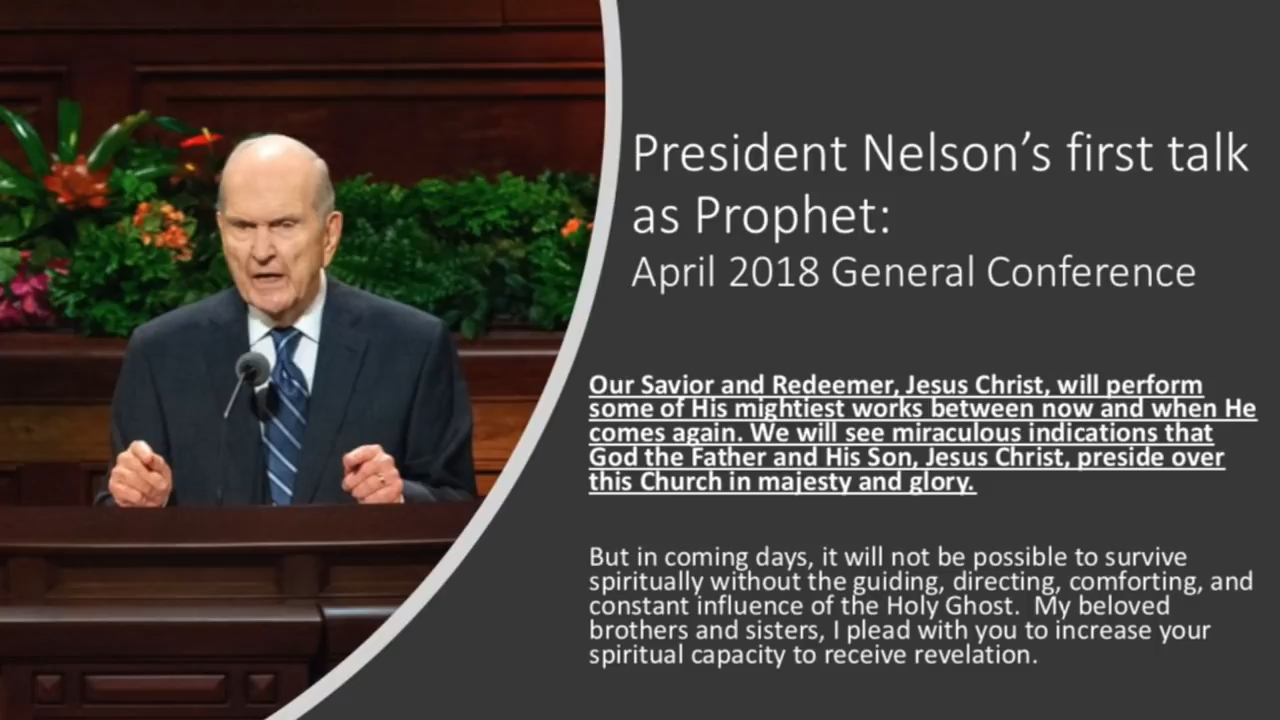 President Nelson’s first talk
as Prophet:
April 2018 General Conference
Our Savior and Redeemer, Jesus Christ, will perform
some of His mightiest works between now and when He
comes again. We will see miraculous indications that
God the Father and His Son, Jesus Christ, preside over
this Church in majesty and glory.
But in coming days, it will not be possible to survive
spiritually without the guiding, directing, comforting, and
constant influence of the Holy Ghost.  My beloved
brothers and sisters, I plead with you to increase your
spiritual capacity to receive revelation.